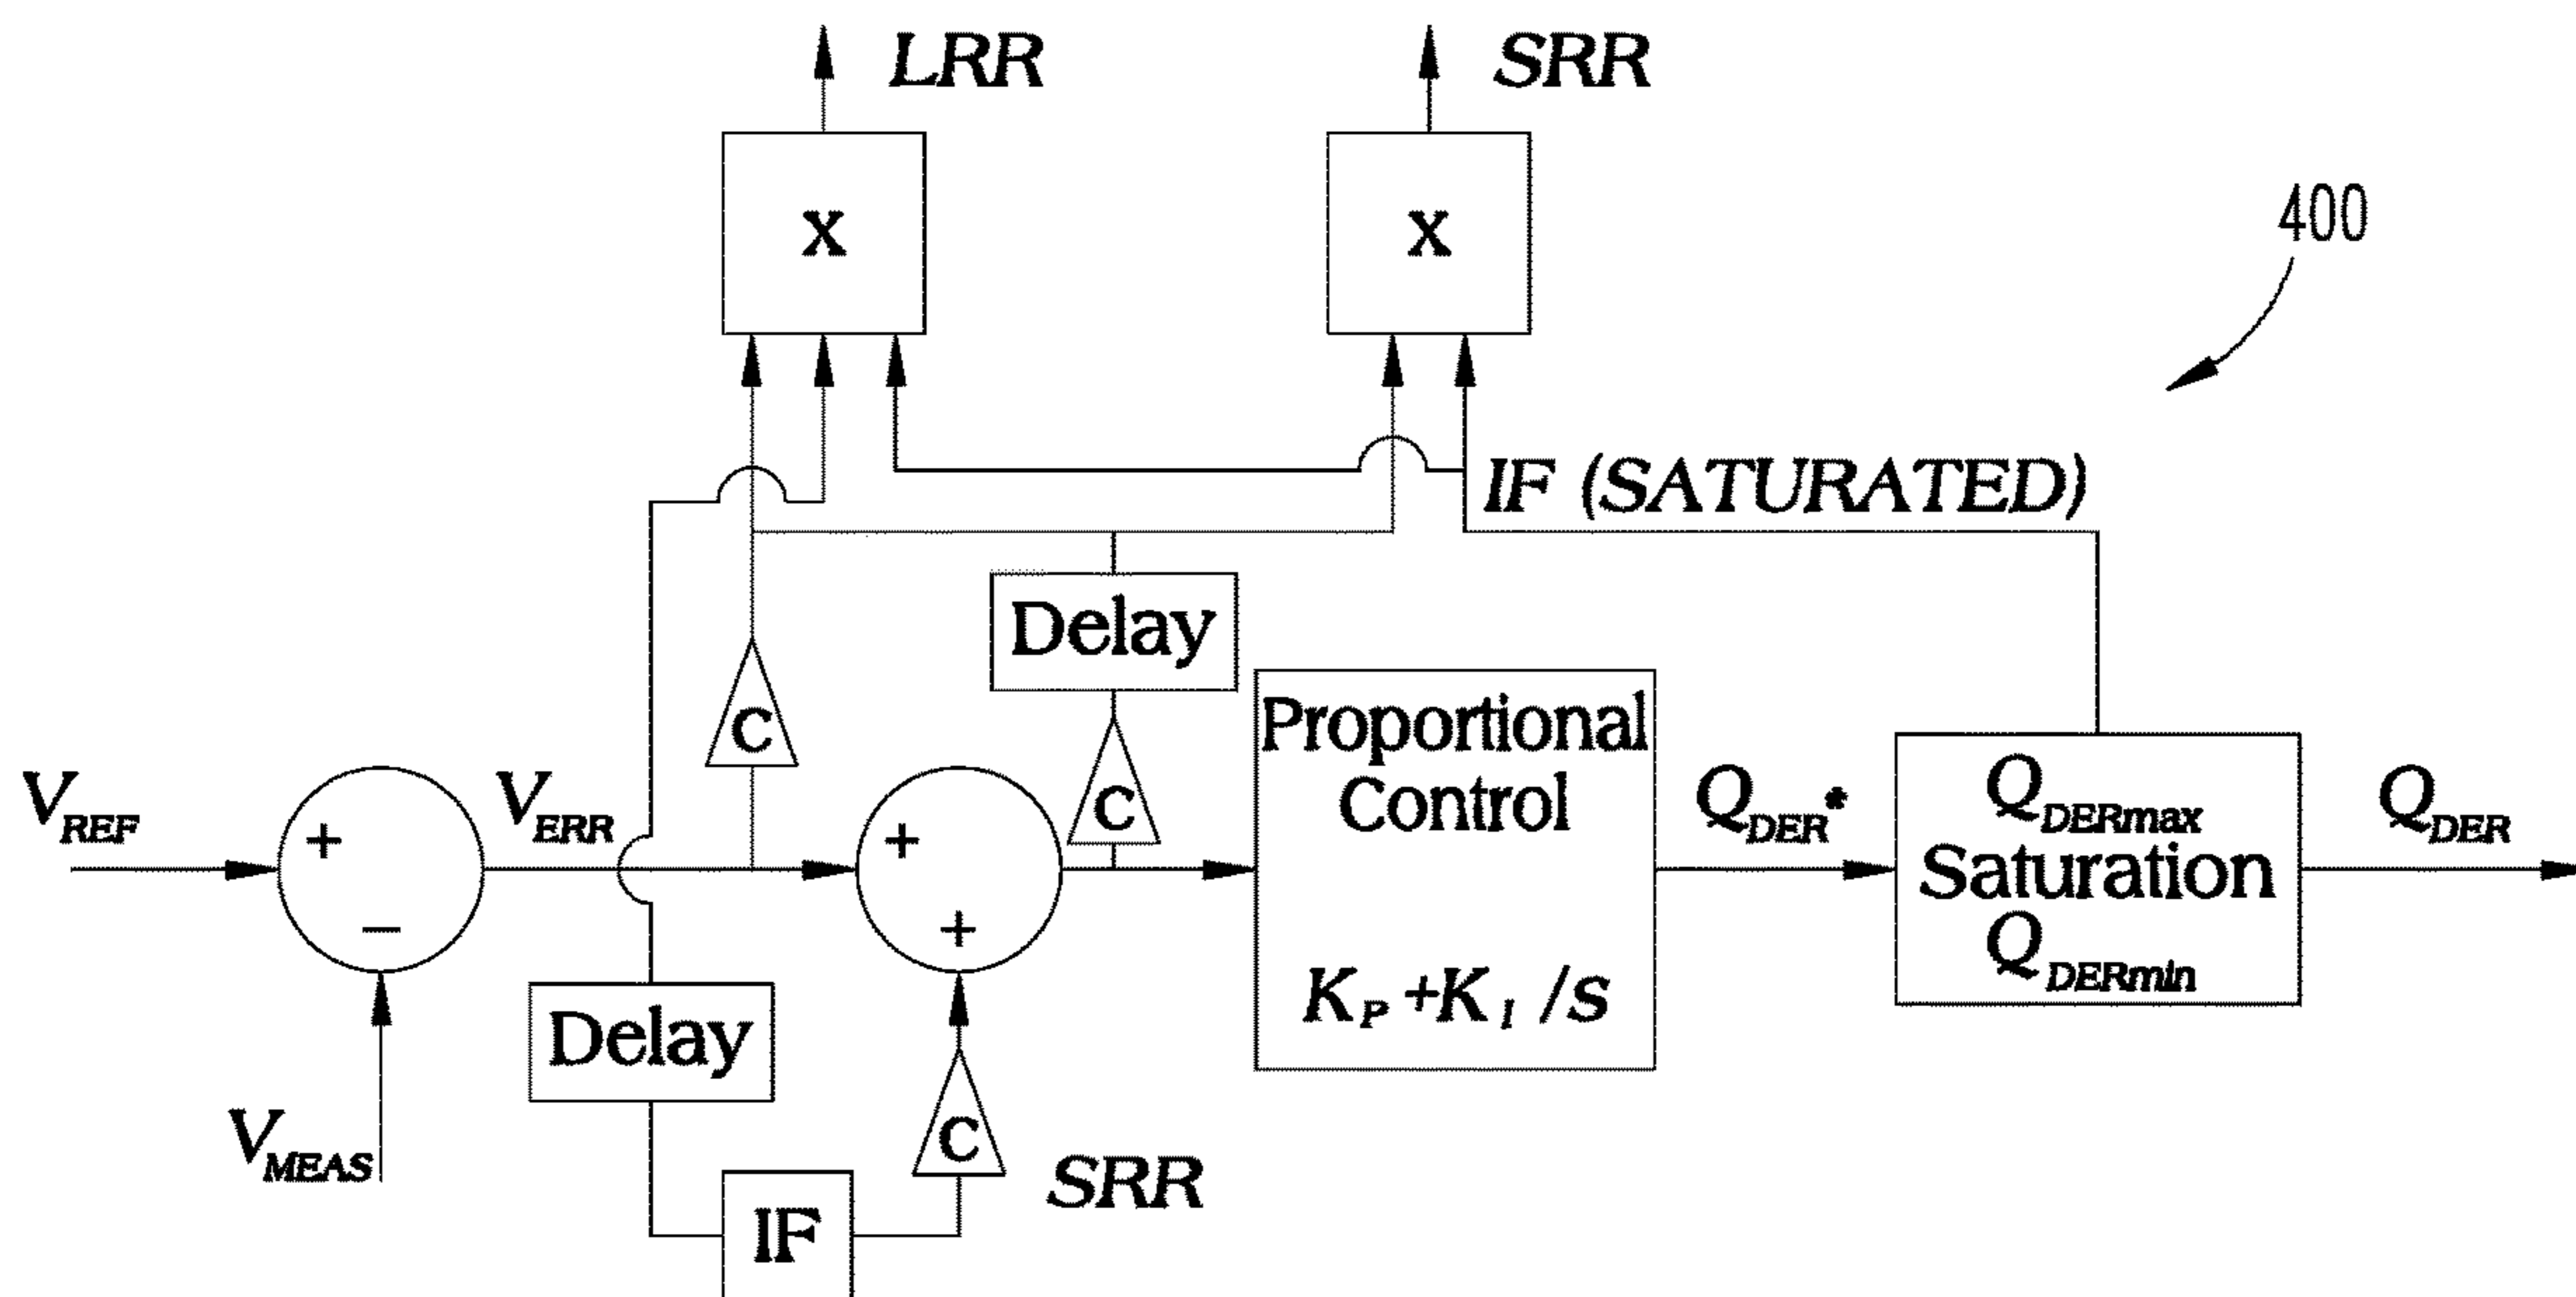 LRR
SRR
x
x
400
IF (SATURATED)
Delay
C
C
Proportional
Control
K_P +K_I /s
V_REF
+
−
V_ERR
+
+
Q_DER*
Q_DERmax
Saturation
Q_DERmin
Q_DER
V_MEAS
Delay
C
SRR
IF